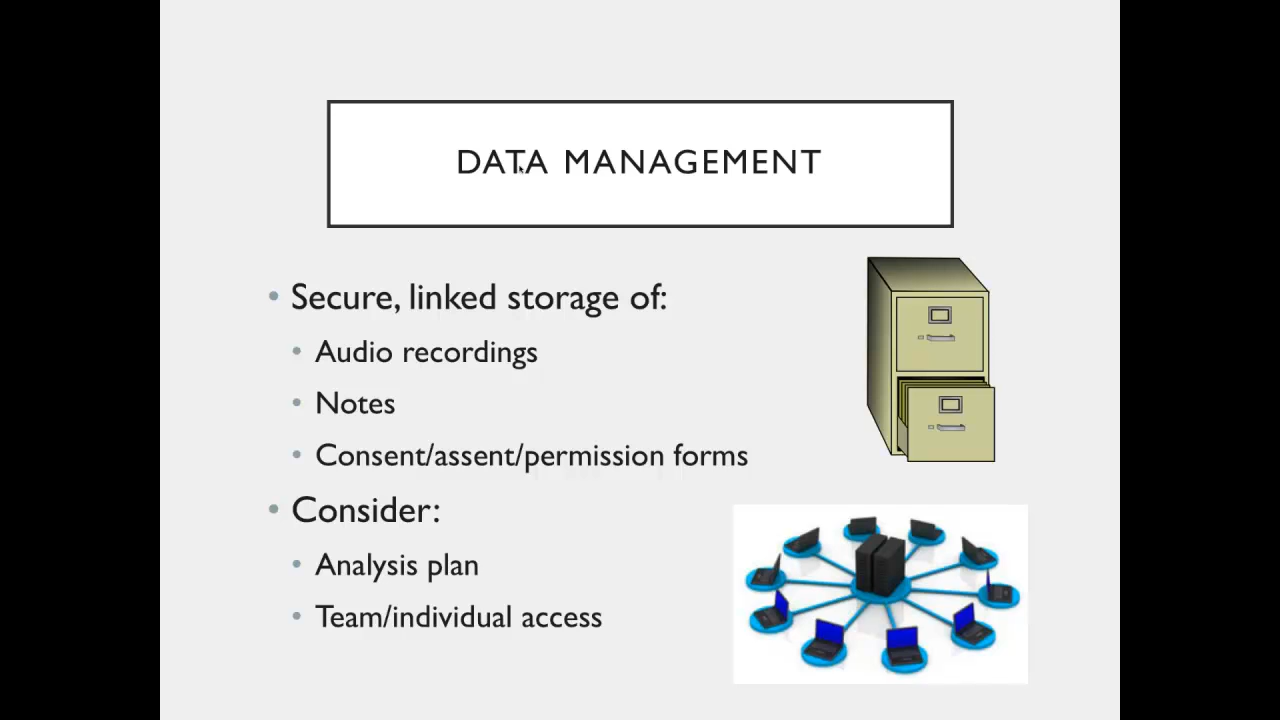 DATA MANAGEMENT
• Secure, linked storage of:
• Audio recordings
• Notes
• Consent/assent/permission forms
• Consider:
• Analysis plan
• Team/individual access